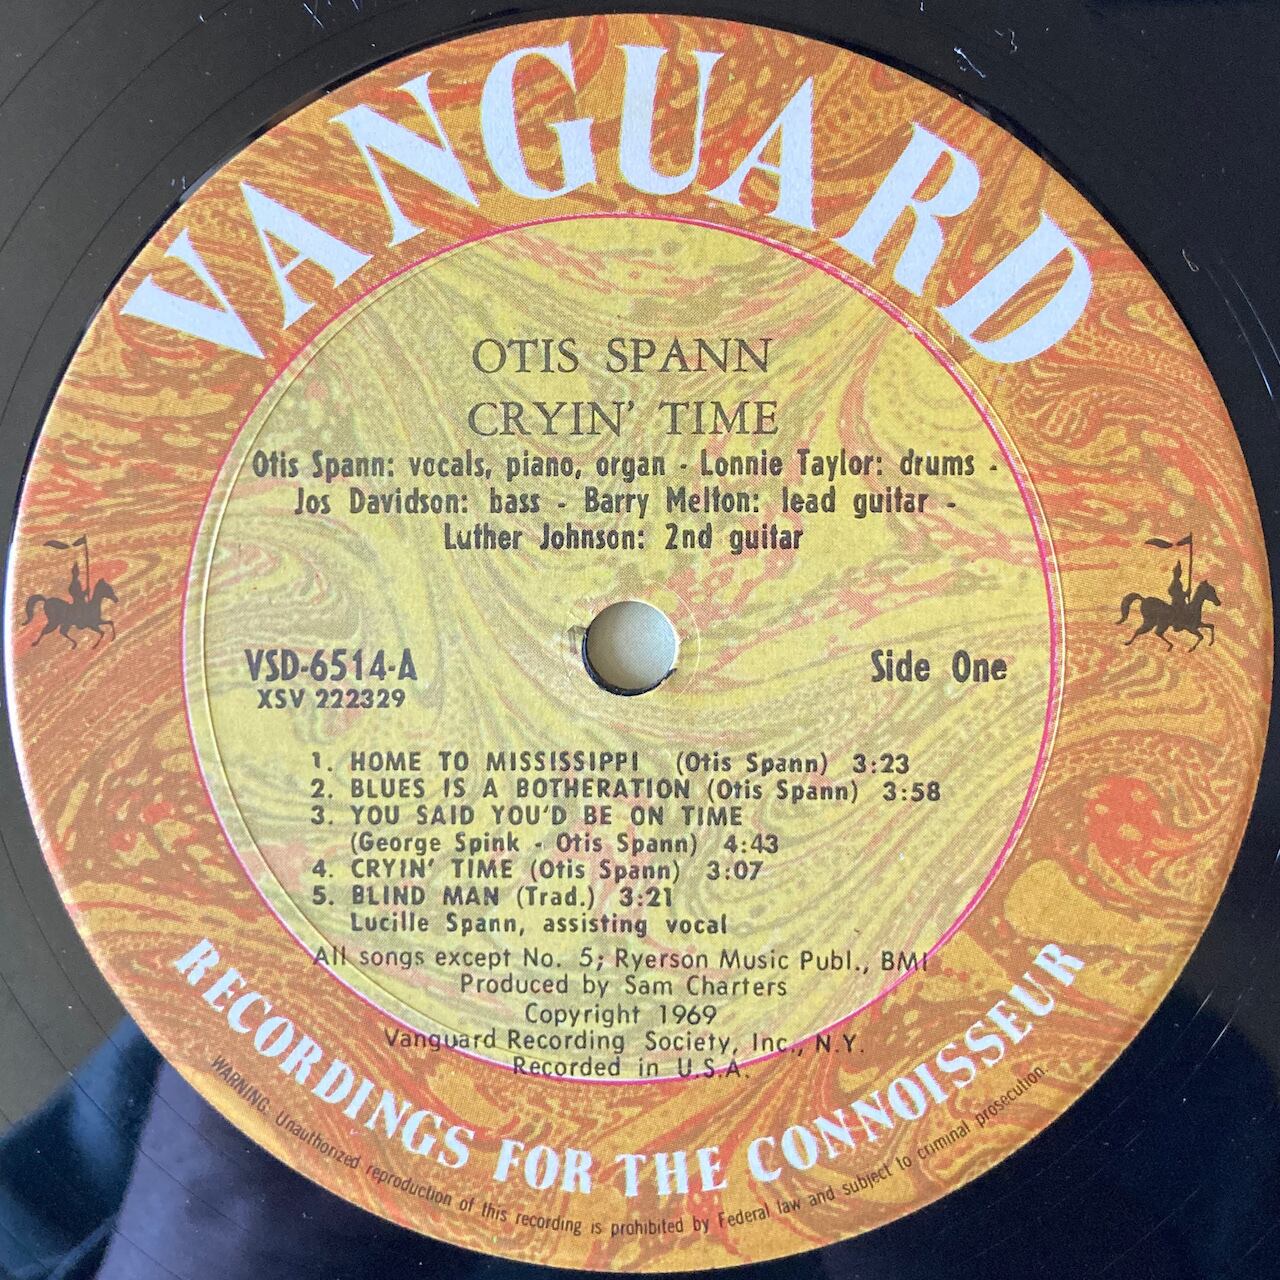 VANGUARD
OTIS SPANN
CRYIN' TIME
Otis Spann: vocals, piano, organ - Lonnie Taylor: drums -
Jos Davidson: bass - Barry Melton: lead guitar -
Luther Johnson: 2nd guitar
VSD-6514-A
XSV 222329
Side One
1. HOME TO MISSISSIPPI (Otis Spann) 3:23
2. BLUES IS A BOTHERATION (Otis Spann) 3:58
3. YOU SAID YOU'D BE ON TIME
(George Spink - Otis Spann) 4:43
4. CRYIN' TIME (Otis Spann) 3:07
5. BLIND MAN (Trad.) 3:21
Lucille Spann, assisting vocal
All songs except No. 5; Ryerson Music Publ., BMI
Produced by Sam Charters
Copyright 1969
Vanguard Recording Society, Inc., N.Y.
Recorded in U.S.A.
RECORDINGS FOR THE CONNOISSEUR
WARNING: Unauthorized reproduction of this recording is prohibited by Federal law and subject to criminal prosecution.